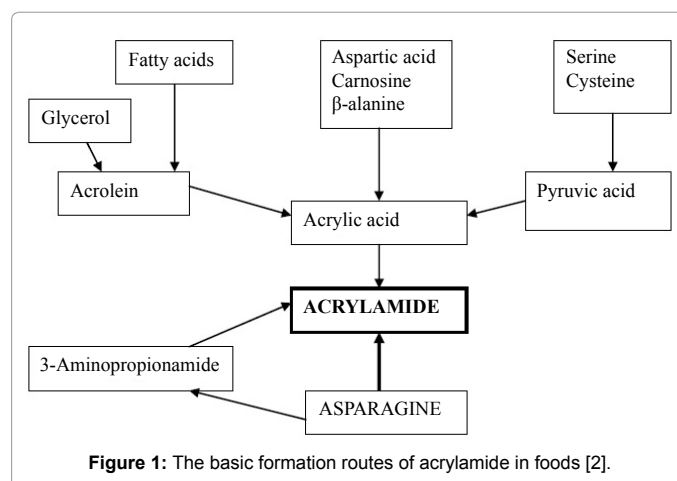 Fatty acids
Aspartic acid
Carnosine
β-alanine
Serine
Cysteine
Glycerol
Acrolein
Pyruvic acid
Acrylic acid
ACRYLAMIDE
3-Aminopropionamide
ASPARAGINE
Figure 1: The basic formation routes of acrylamide in foods [2].